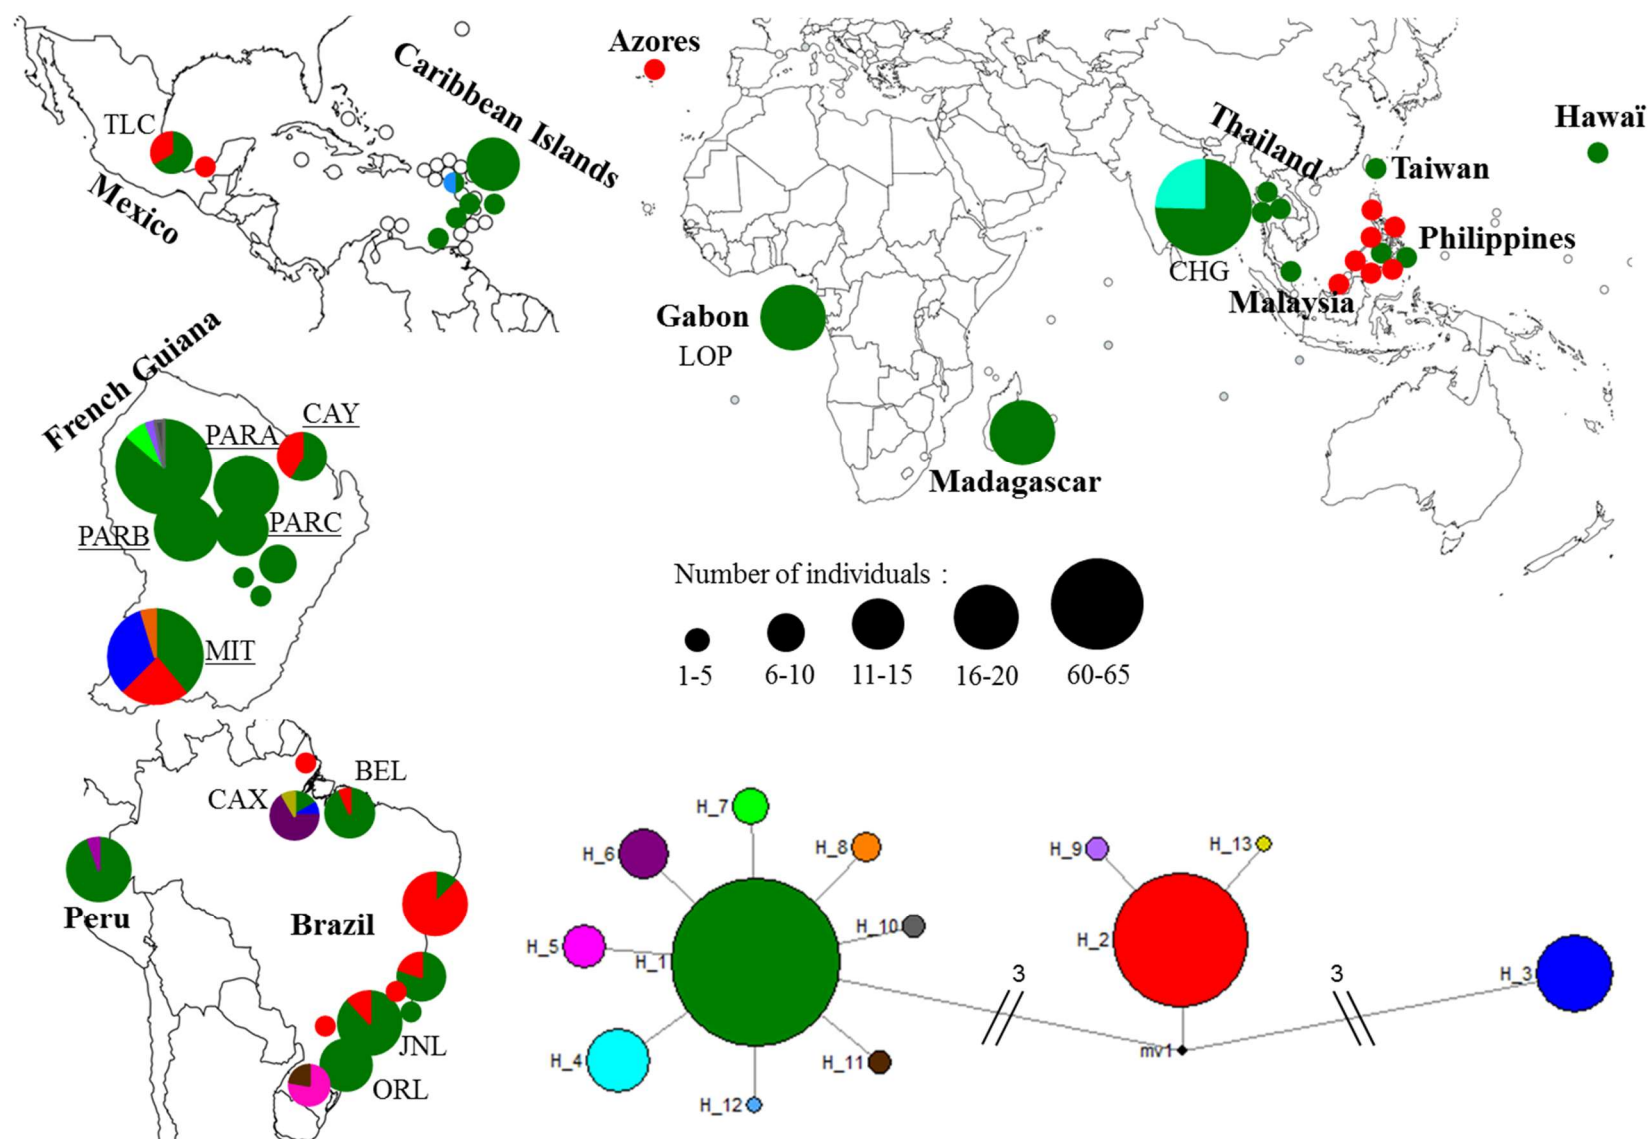 Azores
Caribbean Islands
TLC
Mexico
Hawaï
Thailand
Taiwan
Philippines
CHG
Malaysia
Gabon
LOP
Madagascar
French Guiana
CAY
PARA
PARB
PARC
MIT
Number of individuals :
1-5
6-10
11-15
16-20
60-65
BEL
CAX
Peru
Brazil
JNL
ORL
H_7
H_6
H_8
H_5
H_1
H_10
H_4
H_11
H_12
H_9
H_13
H_2
H_3
3
3
mv1